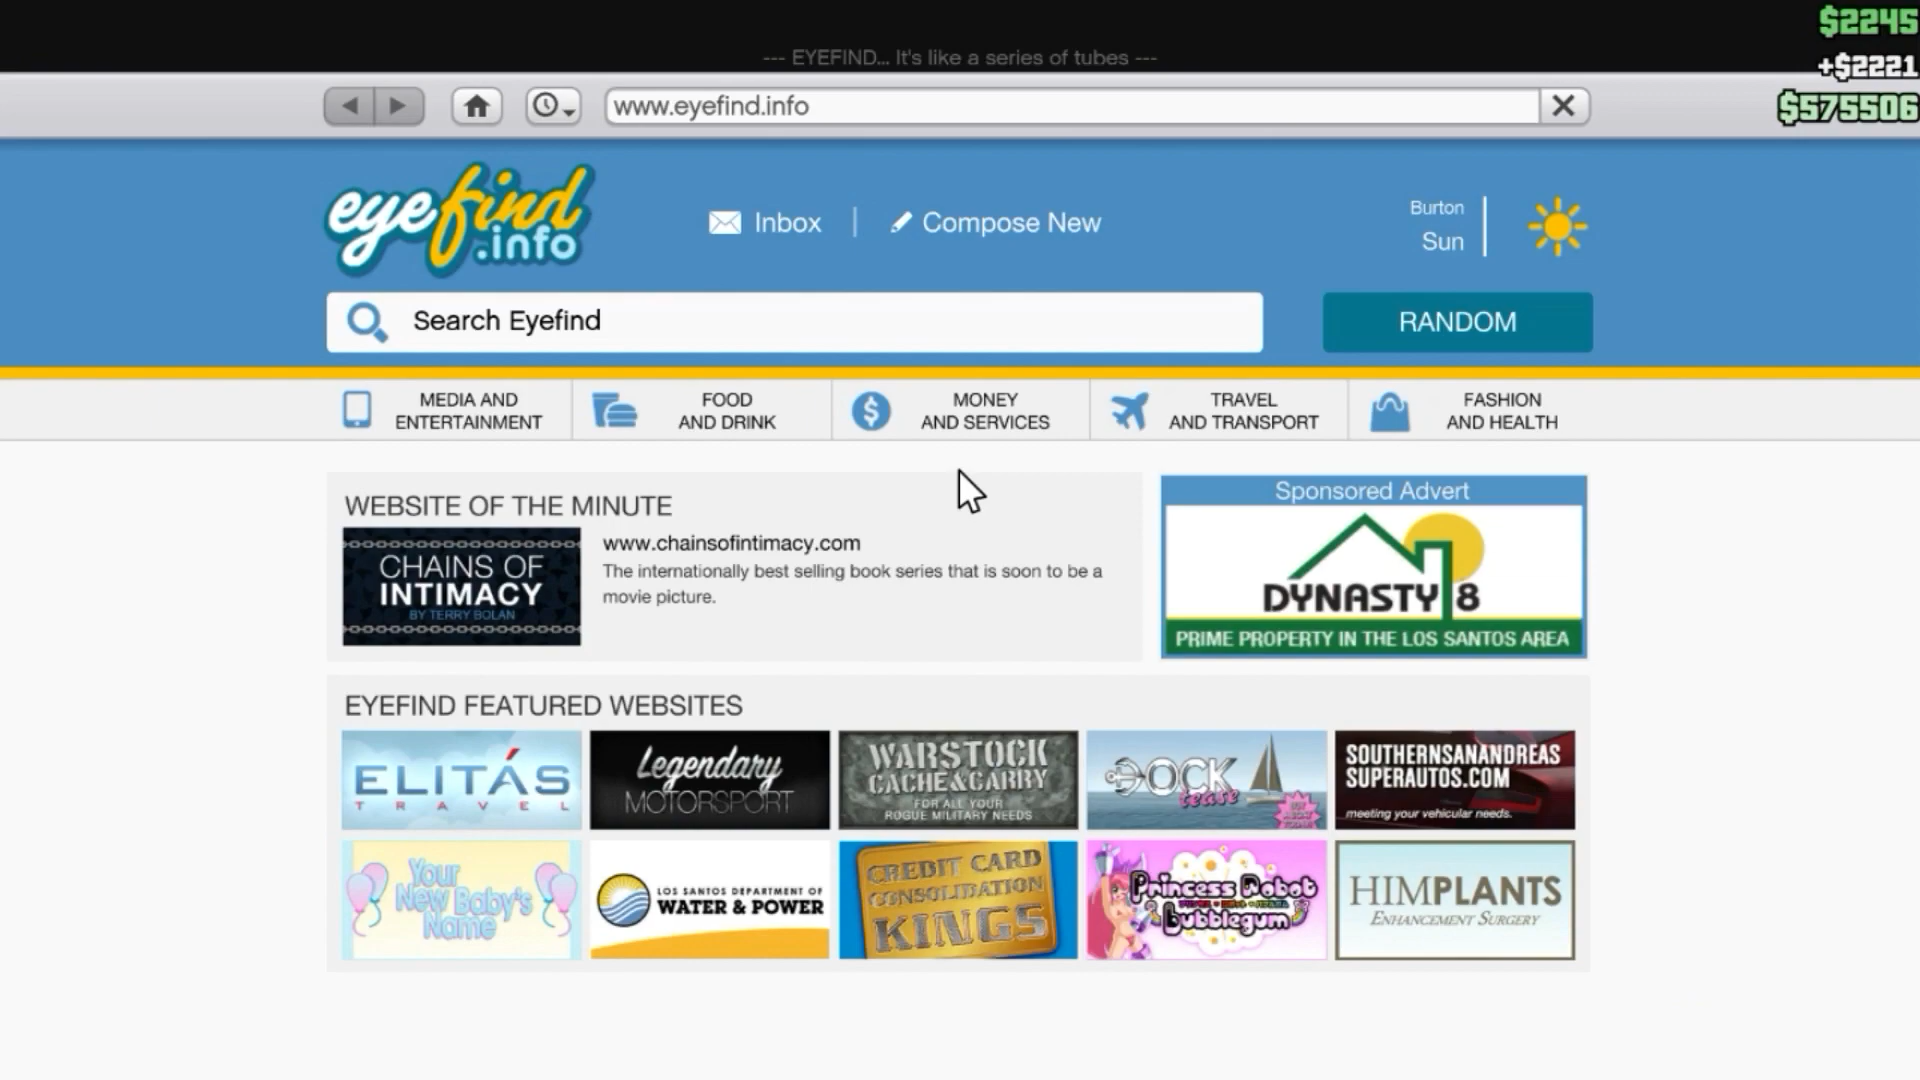 $2245
--- EYEFIND... It's like a series of tubes ---
+$2221
www.eyefind.info
$575506
eyefind
.info
Inbox
Compose New
Burton
Sun
Search Eyefind
RANDOM
MEDIA AND
ENTERTAINMENT
FOOD
AND DRINK
MONEY
AND SERVICES
TRAVEL
AND TRANSPORT
FASHION
AND HEALTH
WEBSITE OF THE MINUTE
CHAINS OF
INTIMACY
BY TERRY BOLAN
www.chainsofintimacy.com
The internationally best selling book series that is soon to be a
movie picture.
Sponsored Advert
DYNASTY 8
PRIME PROPERTY IN THE LOS SANTOS AREA
EYEFIND FEATURED WEBSITES
ELITÁS
TRAVEL
Legendary
MOTORSPORT
WARSTOCK
CACHE&CARRY
FOR ALL YOUR
ROGUE MILITARY NEEDS
DOCK
tease
SOUTHERNSANANDREAS
SUPERAUTOS.COM
meeting your vehicular needs.
Your
New Baby's
Name
LOS SANTOS DEPARTMENT OF
WATER & POWER
CREDIT CARD
CONSOLIDATION
KINGS
Princess Robot
Bubblegum
HIMPLANTS
ENHANCEMENT SURGERY